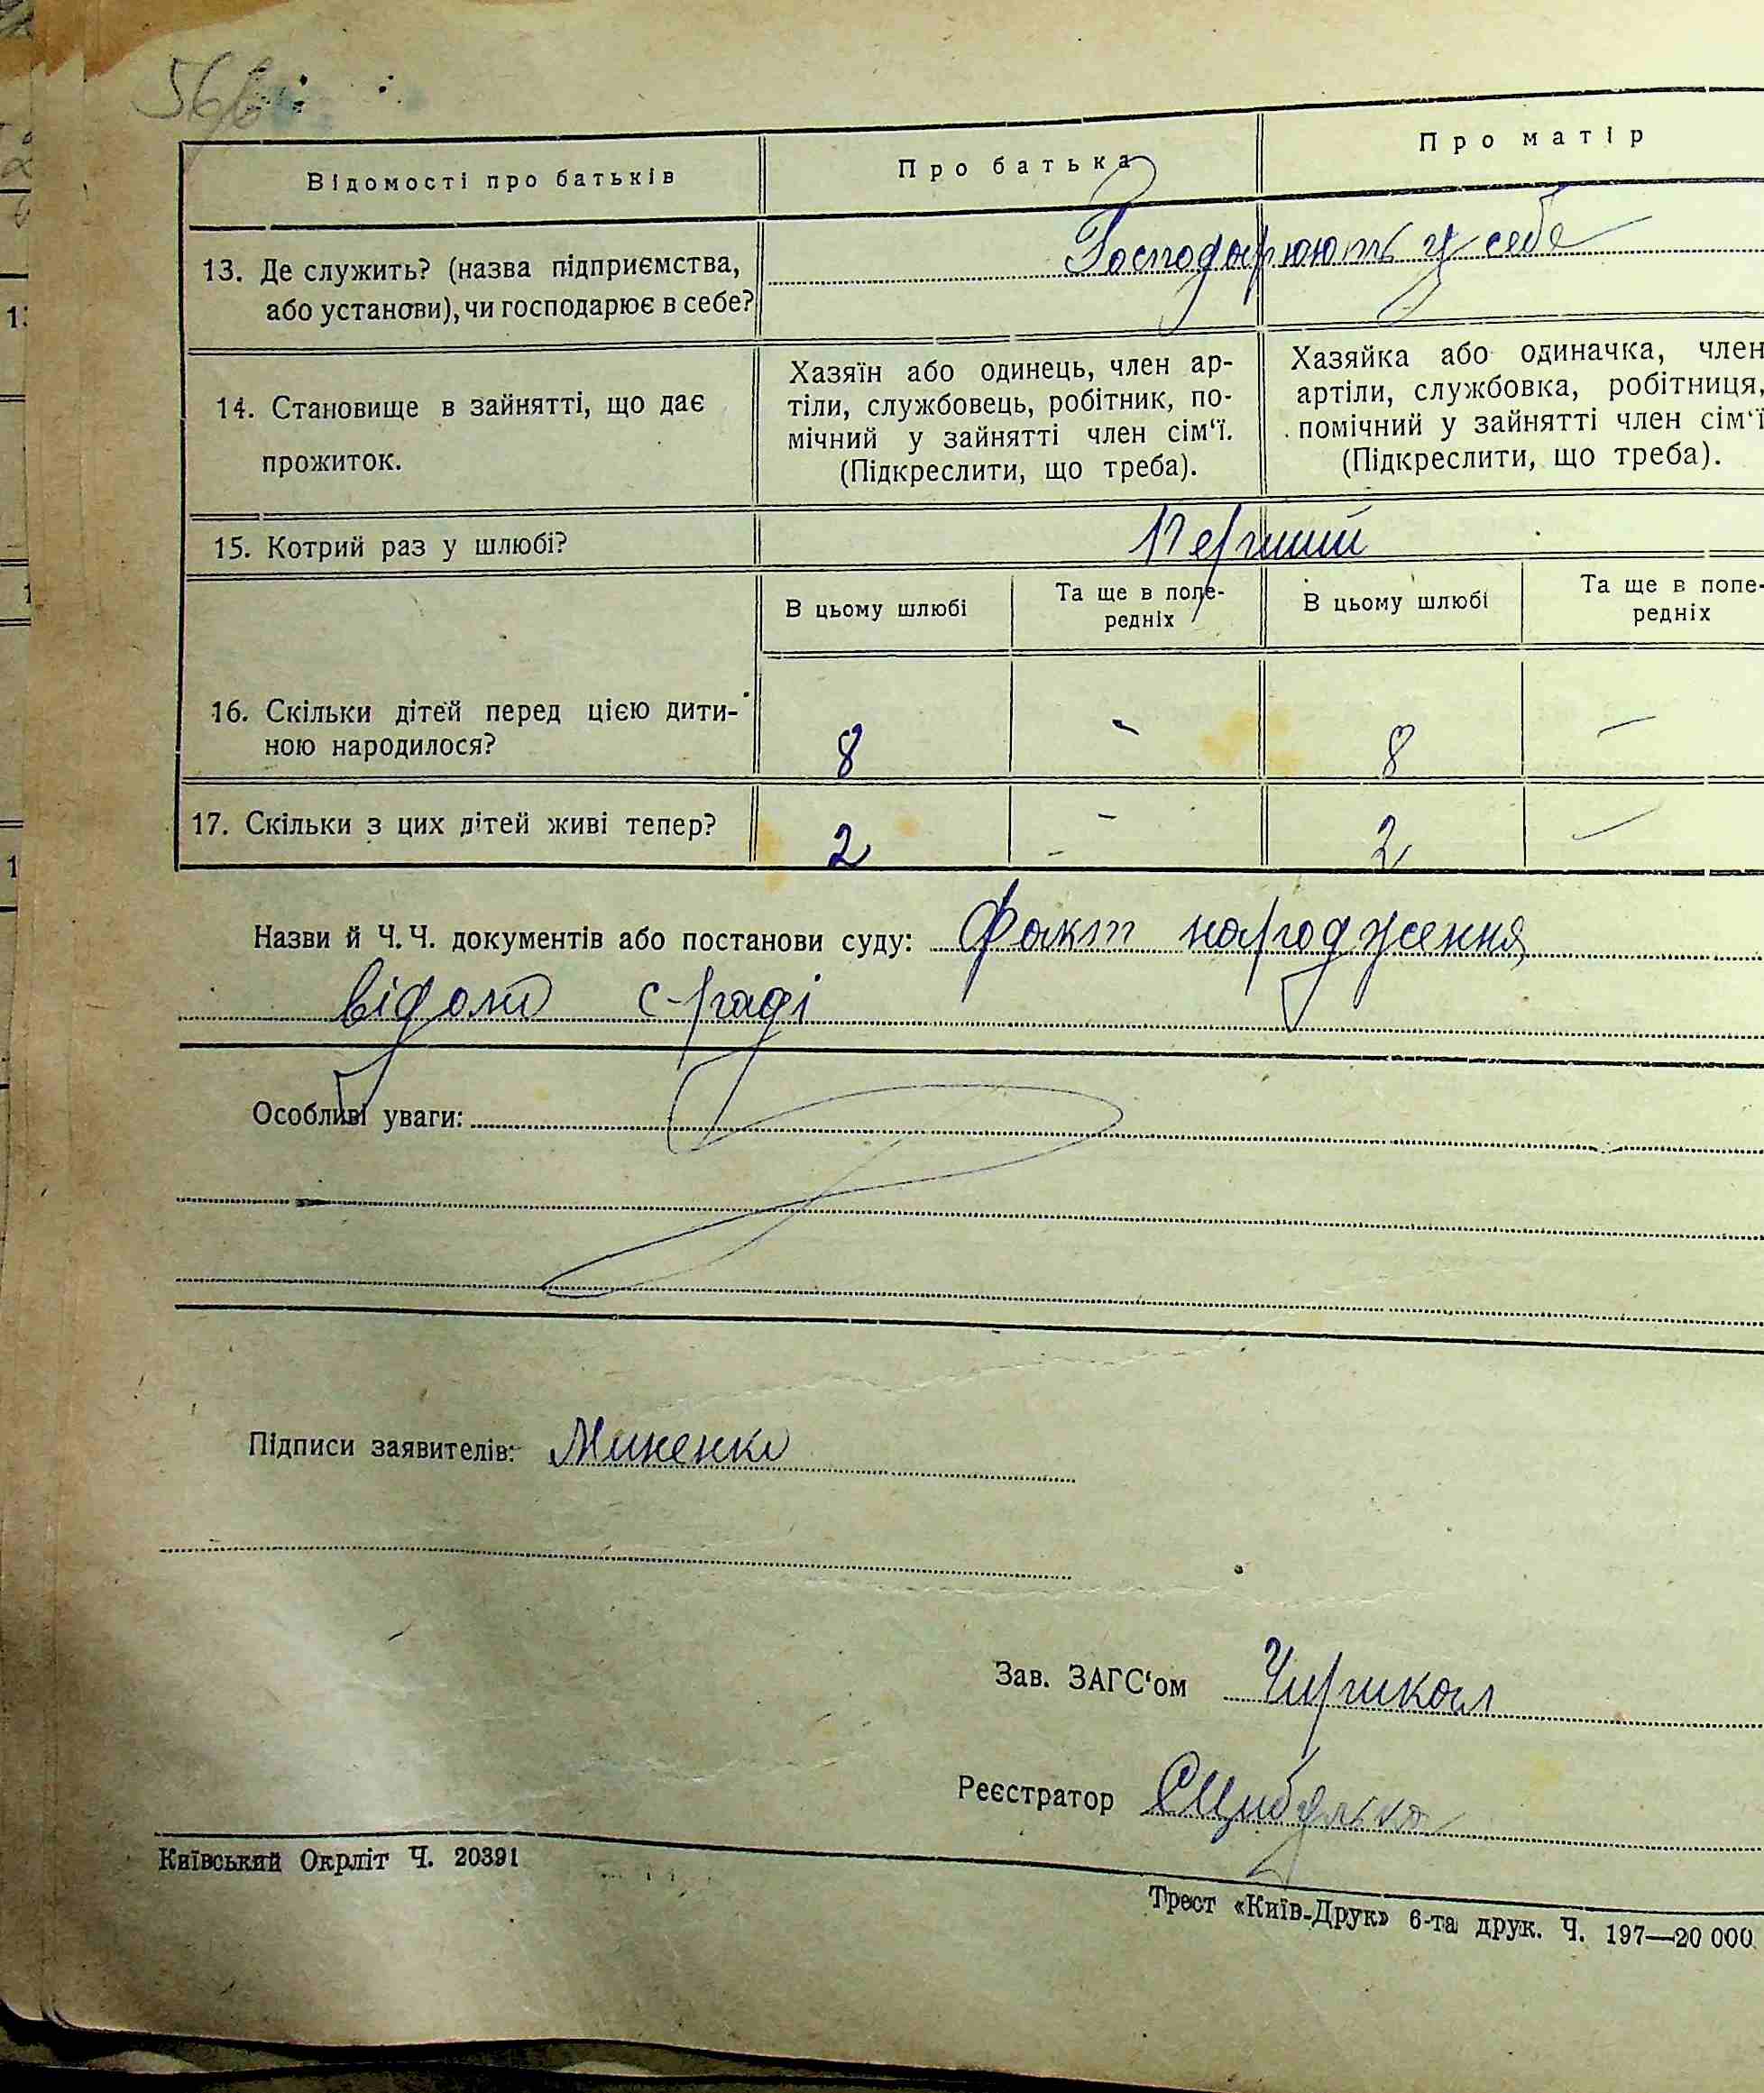 56
Відомості про батьків
Про батька
Про матір
13. Де служить? (назва підприємства,
або установи), чи господарює в себе?
Господарюють у себе
14. Становище в зайнятті, що дає
прожиток.
Хазяїн або одинець, член ар-
тіли, службовець, робітник, по-
мічний у зайнятті член сім‘ї.
(Підкреслити, що треба).
Хазяйка або одиначка, член
артіли, службовка, робітниця,
помічний у зайнятті член сім‘ї
(Підкреслити, що треба).
15. Котрий раз у шлюбі?
Перший
В цьому шлюбі
Та ще в попе-
редніх
В цьому шлюбі
Та ще в попе-
редніх
16. Скільки дітей перед цією дити-
ною народилося?
8 - 8 —
17. Скільки з цих дітей живі тепер?
2 - 2 —
Назви й Ч.Ч. документів або постанови суду: Факт народження
відом с-раді
Особливі уваги:
Підписи заявителів: Миненко
Зав. ЗАГС‘ом
Реєстратор Цибулько
Київський Окрліт Ч. 20391
Трест «Київ-Друк» 6-та друк. Ч. 197—20 000